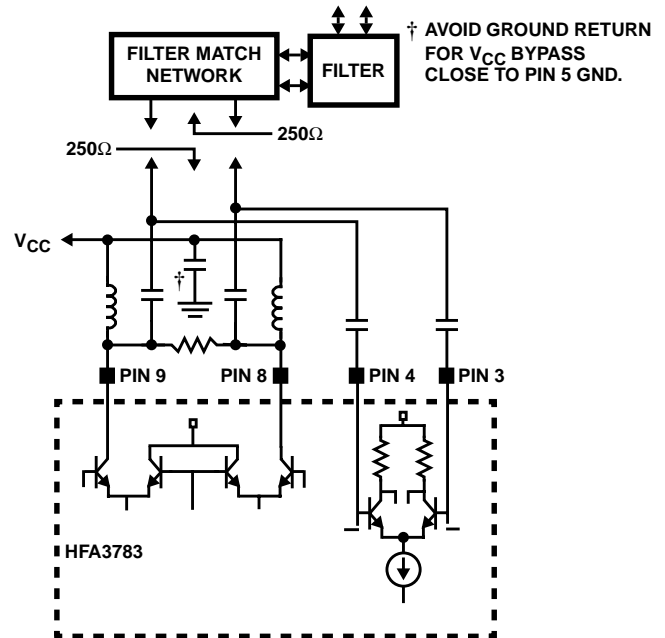 † AVOID GROUND RETURN
FOR VCC BYPASS
CLOSE TO PIN 5 GND.
FILTER MATCH
NETWORK
FILTER
250Ω
250Ω
VCC
†
PIN 9
PIN 8
PIN 4
PIN 3
HFA3783